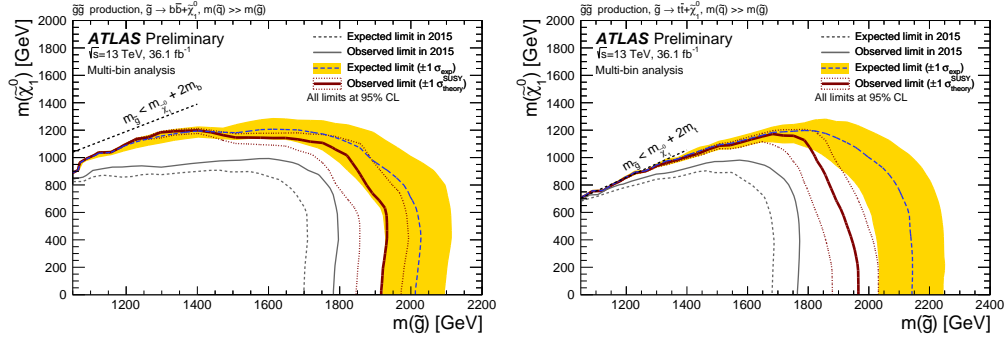 g̃g̃ production, g̃ → bb̄+χ̃₁⁰, m(q̃) >> m(g̃)
m(χ̃₁⁰) [GeV]
2000
1800
1600
1400
1200
1000
800
600
400
200
0
ATLAS Preliminary
√s=13 TeV, 36.1 fb⁻¹
Multi-bin analysis
Expected limit in 2015
Observed limit in 2015
Expected limit (±1 σ_exp)
Observed limit (±1 σ_theory^SUSY)
All limits at 95% CL
m_g̃ < m_χ̃₁⁰ + 2m_b
1200 1400 1600 1800 2000 2200
m(g̃) [GeV]
g̃g̃ production, g̃ → tt̄+χ̃₁⁰, m(q̃) >> m(g̃)
m(χ̃₁⁰) [GeV]
2000
1800
1600
1400
1200
1000
800
600
400
200
0
ATLAS Preliminary
√s=13 TeV, 36.1 fb⁻¹
Multi-bin analysis
Expected limit in 2015
Observed limit in 2015
Expected limit (±1 σ_exp)
Observed limit (±1 σ_theory^SUSY)
All limits at 95% CL
m_g̃ < m_χ̃₁⁰ + 2m_t
1200 1400 1600 1800 2000 2200 2400
m(g̃) [GeV]